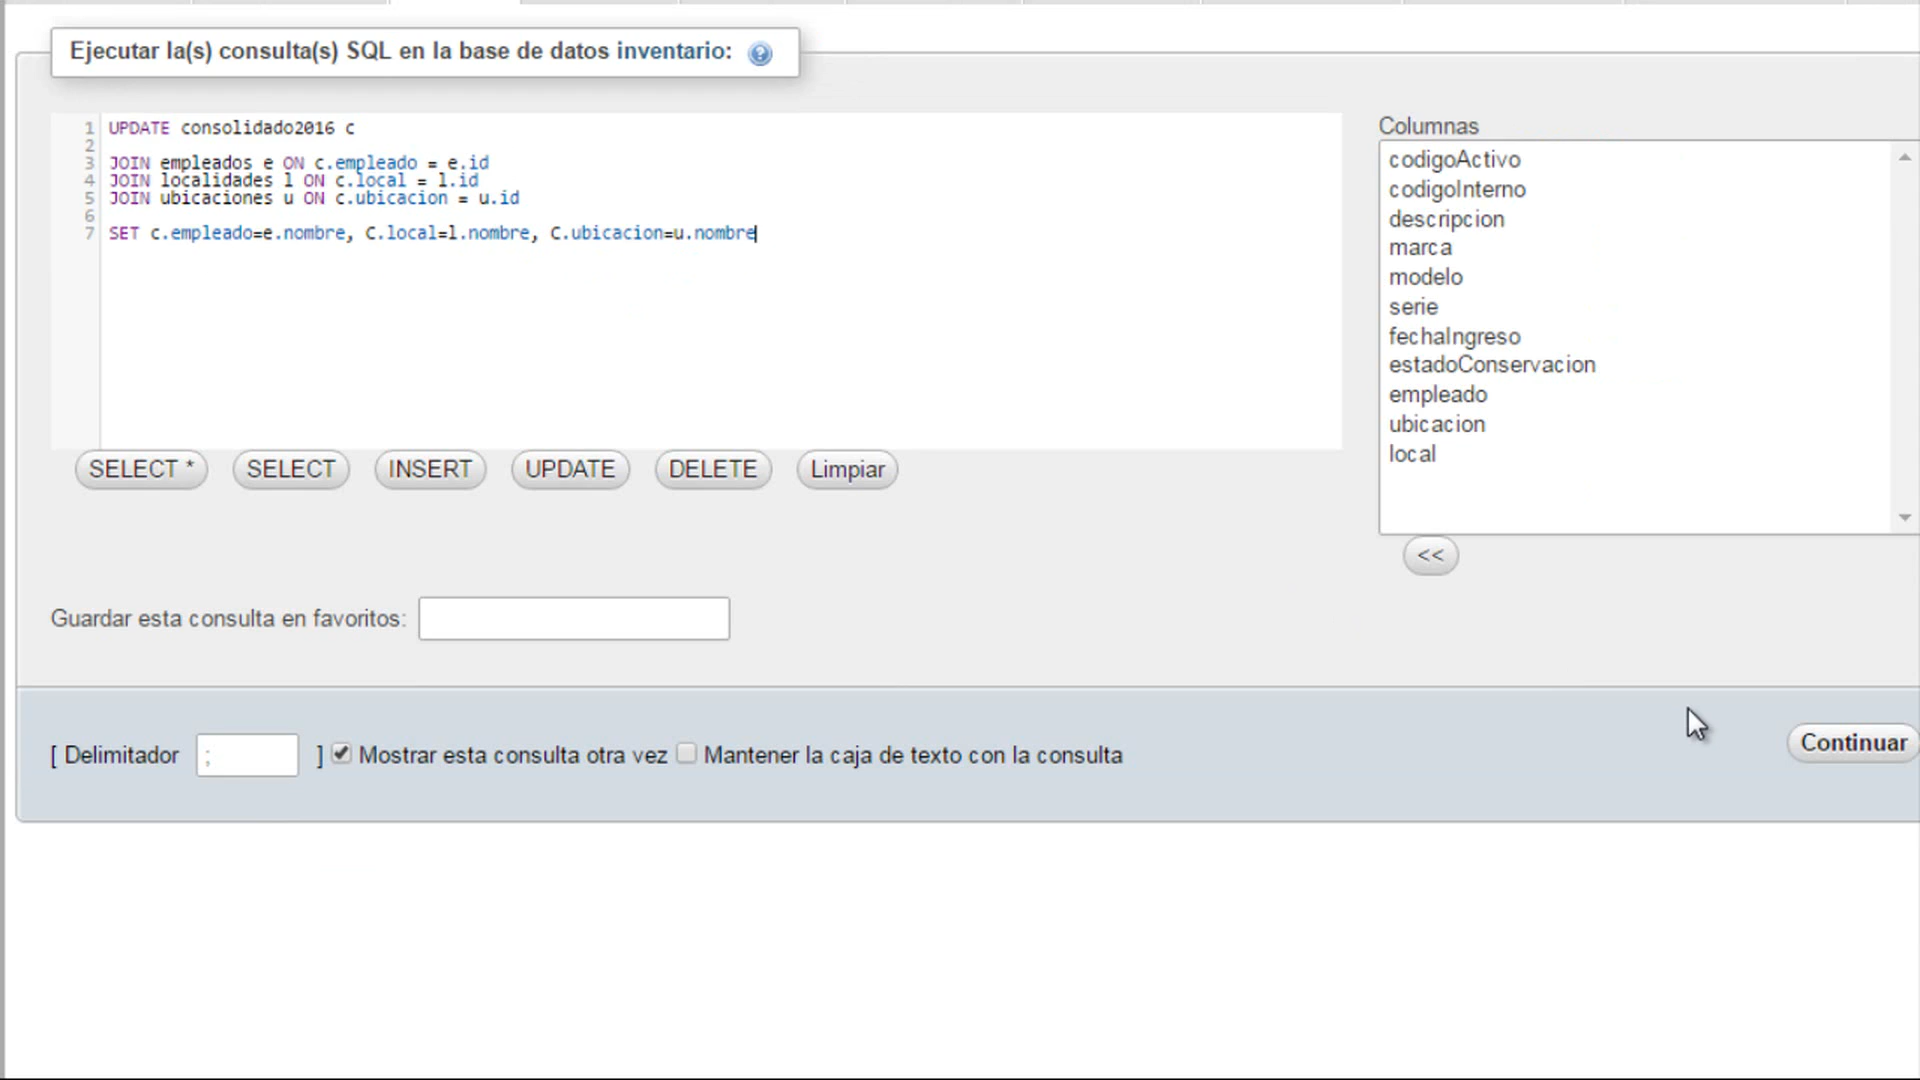 Ejecutar la(s) consulta(s) SQL en la base de datos inventario:
1 UPDATE consolidado2016 c
2
3 JOIN empleados e ON c.empleado = e.id
4 JOIN localidades l ON c.local = l.id
5 JOIN ubicaciones u ON c.ubicacion = u.id
6
7 SET c.empleado=e.nombre, C.local=l.nombre, C.ubicacion=u.nombre
Columnas
codigoActivo
codigoInterno
descripcion
marca
modelo
serie
fechaIngreso
estadoConservacion
empleado
ubicacion
local
SELECT * SELECT INSERT UPDATE DELETE Limpiar
<<
Guardar esta consulta en favoritos:
[ Delimitador ; ] Mostrar esta consulta otra vez Mantener la caja de texto con la consulta
Continuar